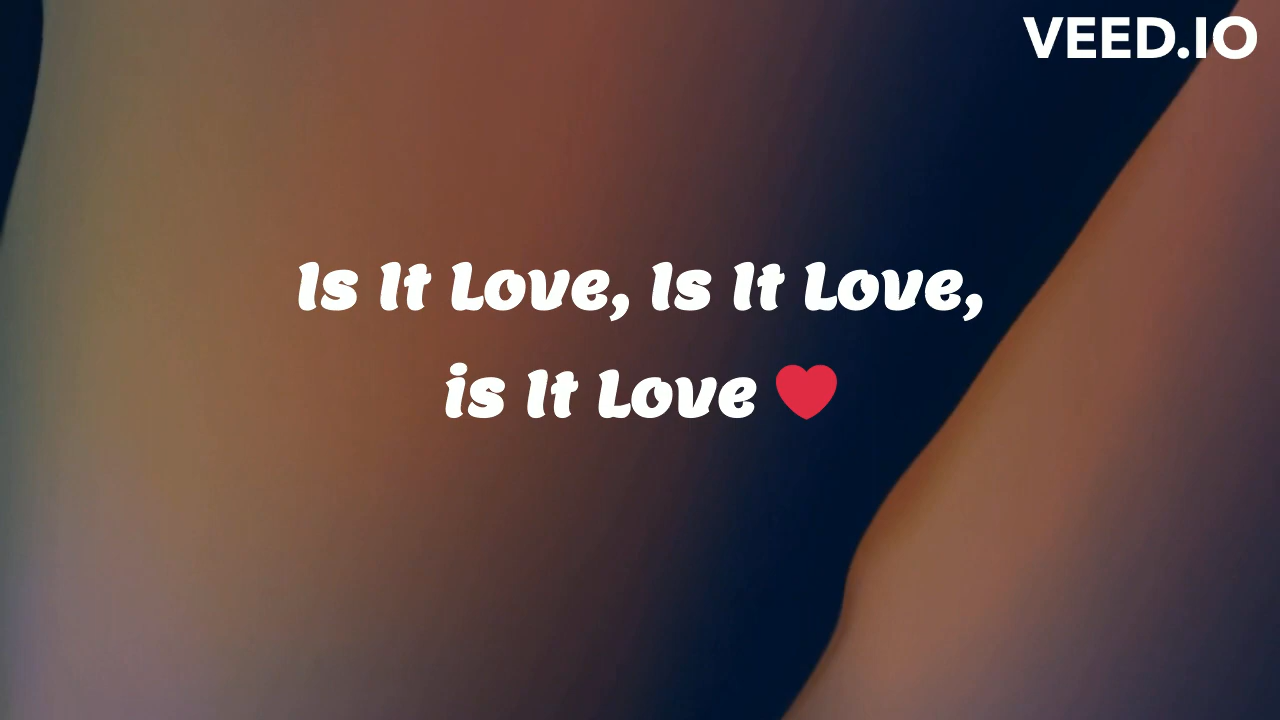 VEED.IO
Is It Love, Is It Love,
is It Love ❤️